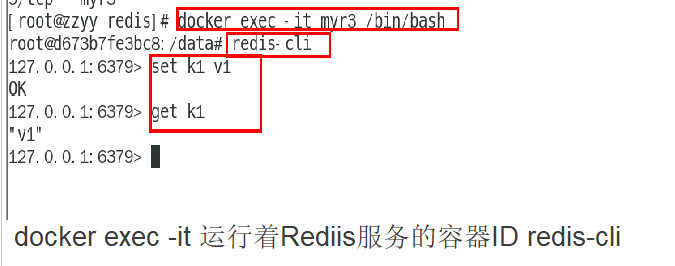 [root@zzyy redis]# docker exec -it myr3 /bin/bash
root@d673b7fe3bc8:/data# redis-cli
127.0.0.1:6379> set k1 v1
OK
127.0.0.1:6379> get k1
"v1"
127.0.0.1:6379>
docker exec -it 运行着Rediis服务的容器ID redis-cli